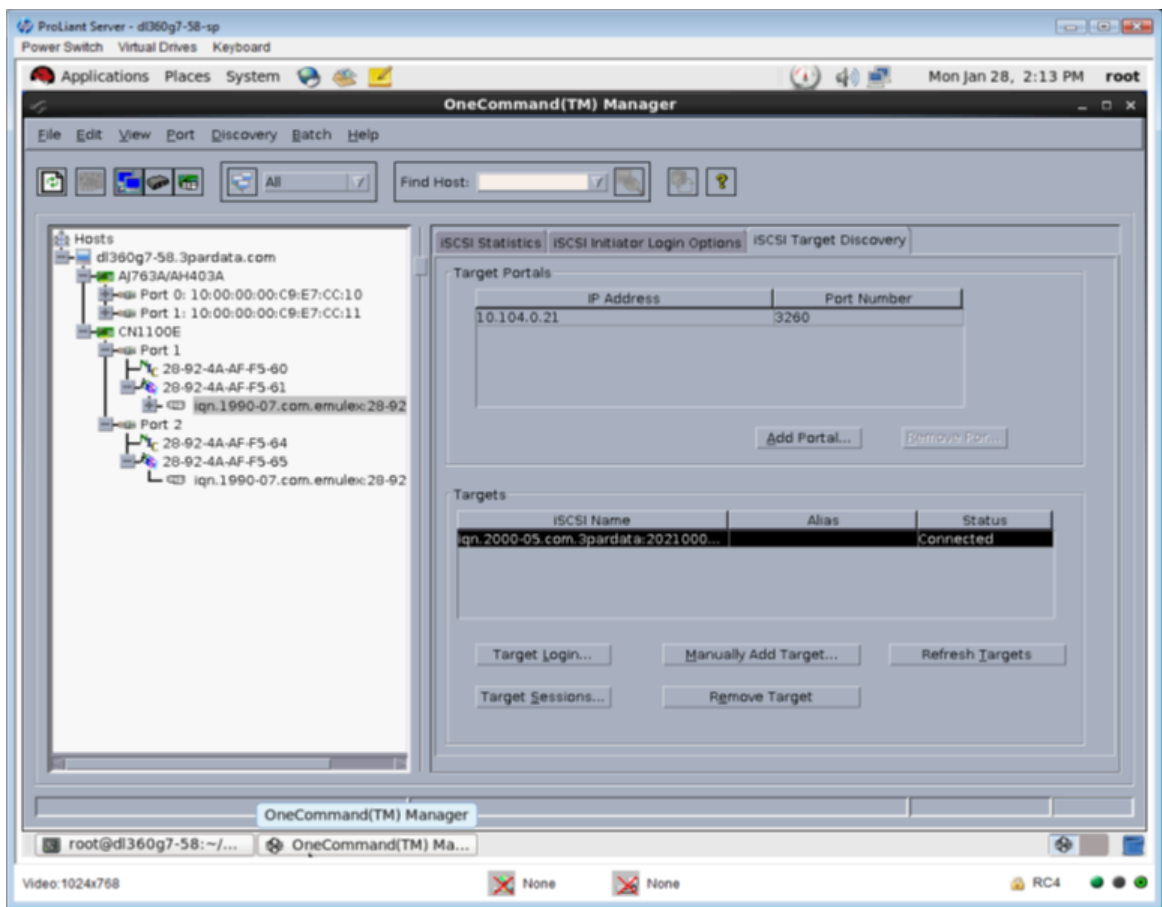 ProLiant Server - dl360g7-58-sp
Power Switch Virtual Drives Keyboard
Applications Places System Mon Jan 28, 2:13 PM root
OneCommand(TM) Manager
File Edit View Port Discovery Batch Help
All Find Host:
Hosts
dl360g7-58.3pardata.com
AJ763A/AH403A
Port 0: 10:00:00:00:C9:E7:CC:10
Port 1: 10:00:00:00:C9:E7:CC:11
CN1100E
Port 1
28-92-4A-AF-F5-60
28-92-4A-AF-F5-61
iqn.1990-07.com.emulex:28-92
Port 2
28-92-4A-AF-F5-64
28-92-4A-AF-F5-65
iqn.1990-07.com.emulex:28-92
iSCSI Statistics iSCSI Initiator Login Options iSCSI Target Discovery
Target Portals
IP Address Port Number
10.104.0.21 3260
Add Portal... Remove Por...
Targets
iSCSI Name Alias Status
iqn.2000-05.com.3pardata:2021000... Connected
Target Login... Manually Add Target... Refresh Targets
Target Sessions... Remove Target
OneCommand(TM) Manager
root@dl360g7-58:~/... OneCommand(TM) Ma...
Video:1024x768 None None RC4